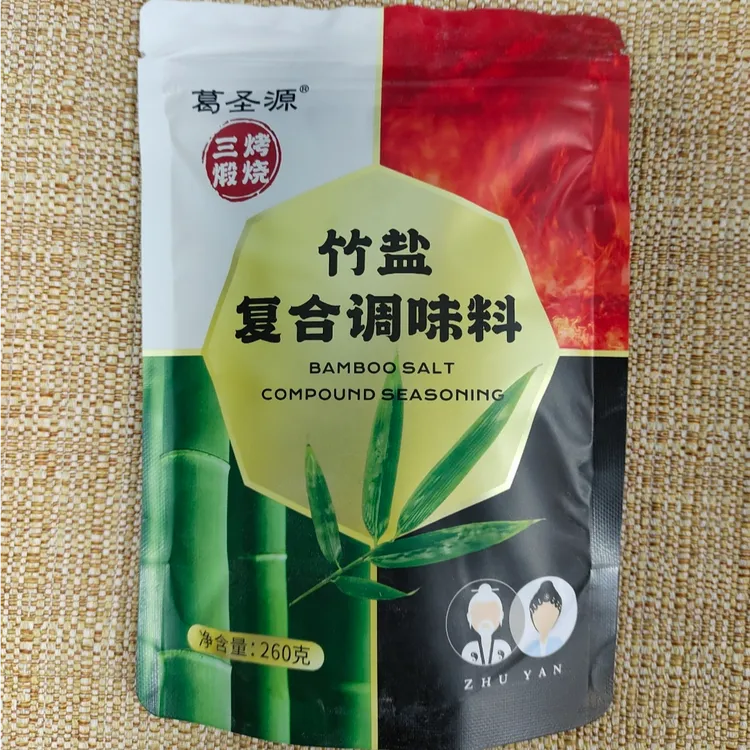 葛圣源®
三烤
煅烧
竹盐
复合调味料
BAMBOO SALT
COMPOUND SEASONING
净含量:260克
ZHU YAN